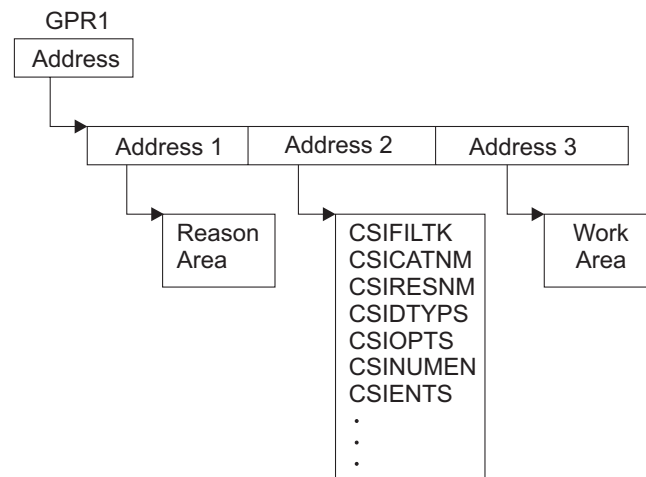 GPR1
Address
Address 1
Address 2
Address 3
Reason
Area
CSIFILTK
CSICATNM
CSIRESNM
CSIDTYPS
CSIOPTS
CSINUMEN
CSIENTS
.
.
.
Work
Area